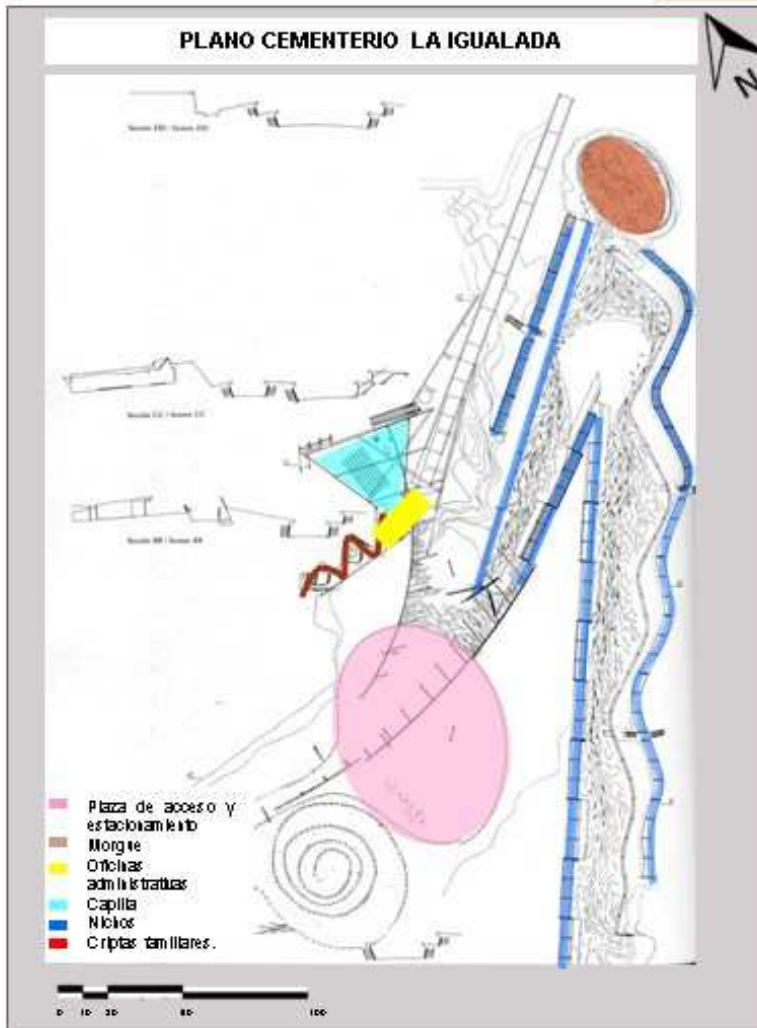 PLANO CEMENTERIO LA IGUALADA
N
Plaza de acceso y
estacionamiento
Morgue
Oficinas
administrativas
Capilla
Nichos
Criptas familiares.
0 10 20
100